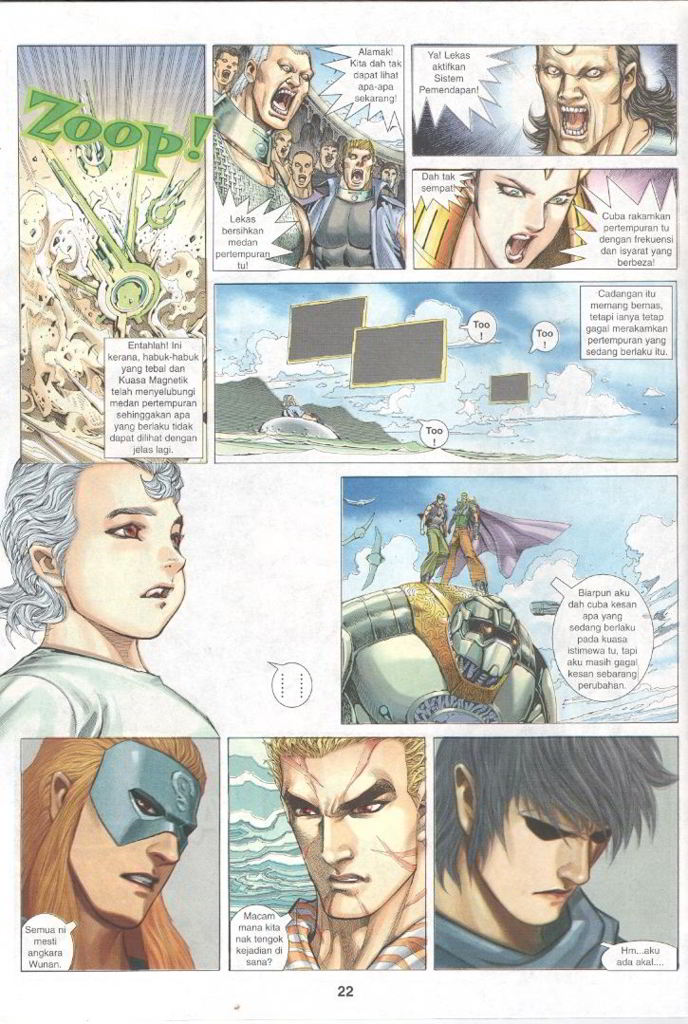 Zoop!
Entahlah! Ini
kerana, habuk-habuk
yang tebal dan
Kuasa Magnetik
telah menyelubungi
medan pertempuran
sehinggakan apa
yang berlaku tidak
dapat dilihat dengan
jelas lagi.
Alamak!
Kita dah tak
dapat lihat
apa-apa
sekarang!
Lekas
bersihkan
medan
pertempuran
tu!
Ya! Lekas
aktifkan
Sistem
Pemendapan!
Dah tak
sempat!
Cuba rakamkan
pertempuran tu
dengan frekuensi
dan isyarat yang
berbeza!
Cadangan itu
memang bernas,
tetapi ianya tetap
gagal merakamkan
pertempuran yang
sedang berlaku itu.
Too
!
Too
!
Too
!
Biarpun aku
dah cuba kesan
apa yang
sedang berlaku
pada kuasa
istimewa tu, tapi
aku masih gagal
kesan sebarang
perubahan.
Semua ni
mesti
angkara
Wunan.
Macam
mana kita
nak tengok
kejadian di
sana?
Hm...aku
ada akal....
22